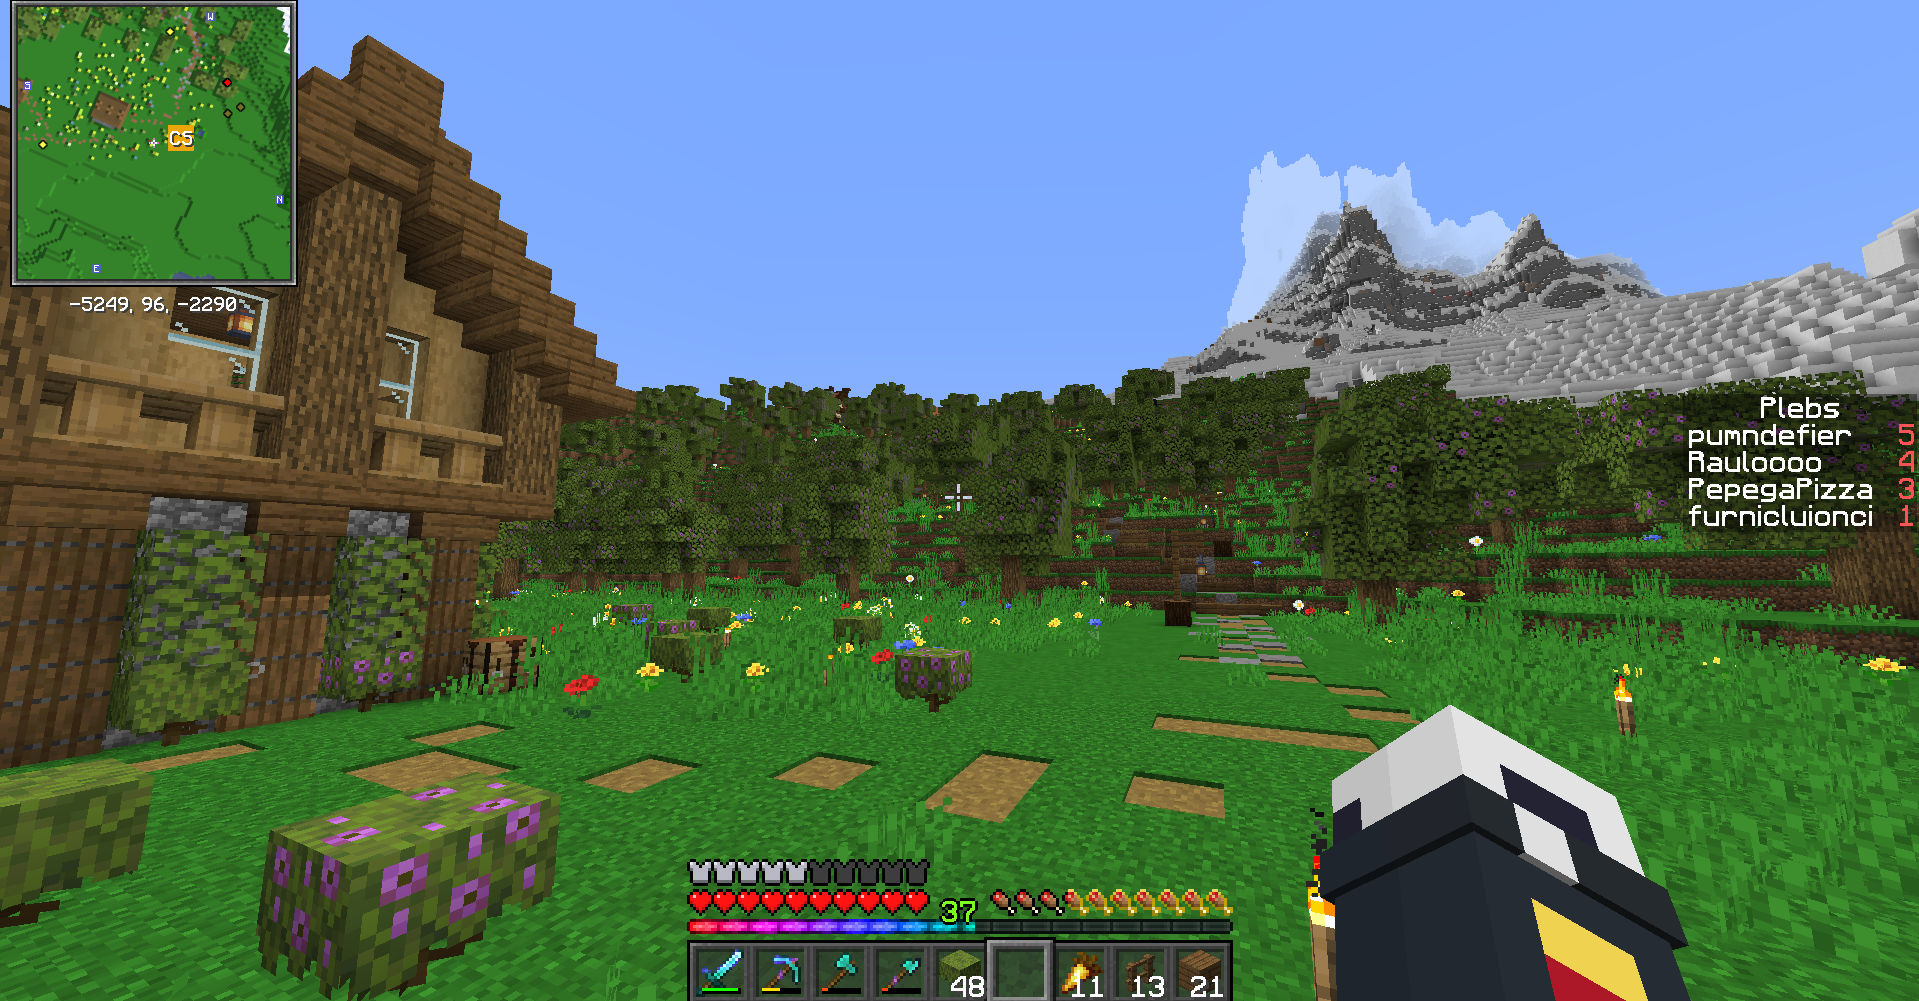 W
S
C5
N
E
-5249, 96, -2290
Plebs
pumndefier 5
Rauloooo 4
PepegaPizza 3
furnicluionci 1
37
48
11
13
21